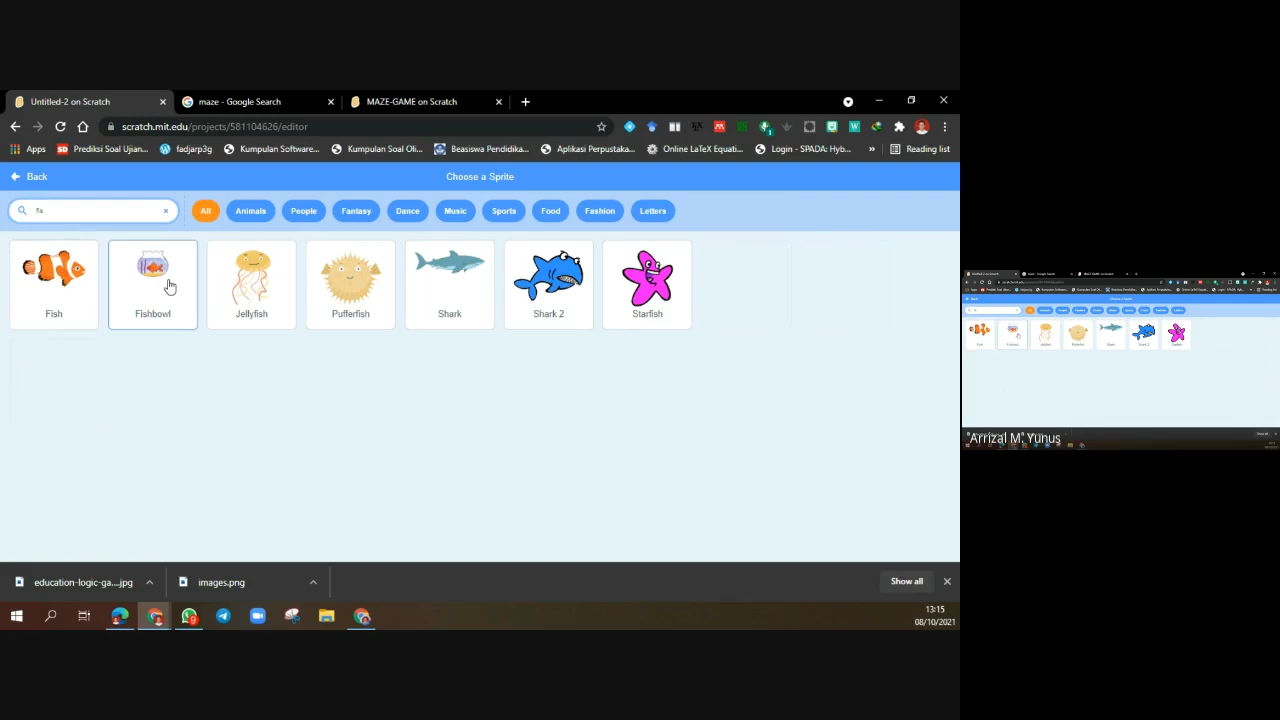 Untitled-2 on Scratch
maze - Google Search
MAZE-GAME on Scratch
scratch.mit.edu/projects/581104626/editor
Apps
SD Prediksi Soal Ujian...
fadjarp3g
Kumpulan Software...
Kumpulan Soal Oli...
Beasiswa Pendidika...
Aplikasi Perpustaka...
Online LaTeX Equati...
Login - SPADA: Hyb...
»
Reading list
Back
Choose a Sprite
fis
All
Animals
People
Fantasy
Dance
Music
Sports
Food
Fashion
Letters
Fish
Fishbowl
Jellyfish
Pufferfish
Shark
Shark 2
Starfish
Arrizal M. Yunus
education-logic-ga....jpg
images.png
Show all
9
13:15
08/10/2021